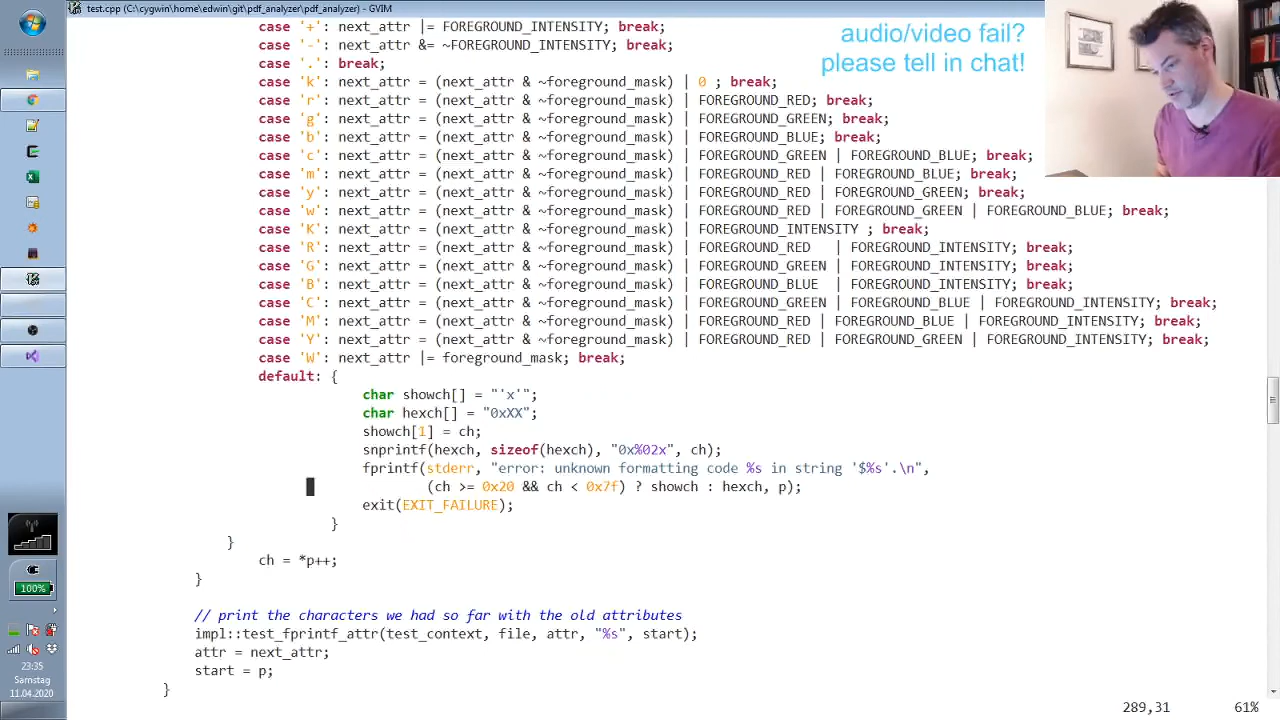 test.cpp (C:\cygwin\home\edwin\git\pdf_analyzer\pdf_analyzer) - GVIM
audio/video fail?
please tell in chat!
case '+': next_attr |= FOREGROUND_INTENSITY; break;
case '-': next_attr &= ~FOREGROUND_INTENSITY; break;
case '.': break;
case 'k': next_attr = (next_attr & ~foreground_mask) | 0 ; break;
case 'r': next_attr = (next_attr & ~foreground_mask) | FOREGROUND_RED; break;
case 'g': next_attr = (next_attr & ~foreground_mask) | FOREGROUND_GREEN; break;
case 'b': next_attr = (next_attr & ~foreground_mask) | FOREGROUND_BLUE; break;
case 'c': next_attr = (next_attr & ~foreground_mask) | FOREGROUND_GREEN | FOREGROUND_BLUE; break;
case 'm': next_attr = (next_attr & ~foreground_mask) | FOREGROUND_RED | FOREGROUND_BLUE; break;
case 'y': next_attr = (next_attr & ~foreground_mask) | FOREGROUND_RED | FOREGROUND_GREEN; break;
case 'w': next_attr = (next_attr & ~foreground_mask) | FOREGROUND_RED | FOREGROUND_GREEN | FOREGROUND_BLUE; break;
case 'K': next_attr = (next_attr & ~foreground_mask) | FOREGROUND_INTENSITY ; break;
case 'R': next_attr = (next_attr & ~foreground_mask) | FOREGROUND_RED   | FOREGROUND_INTENSITY; break;
case 'G': next_attr = (next_attr & ~foreground_mask) | FOREGROUND_GREEN | FOREGROUND_INTENSITY; break;
case 'B': next_attr = (next_attr & ~foreground_mask) | FOREGROUND_BLUE  | FOREGROUND_INTENSITY; break;
case 'C': next_attr = (next_attr & ~foreground_mask) | FOREGROUND_GREEN | FOREGROUND_BLUE | FOREGROUND_INTENSITY; break;
case 'M': next_attr = (next_attr & ~foreground_mask) | FOREGROUND_RED | FOREGROUND_BLUE | FOREGROUND_INTENSITY; break;
case 'Y': next_attr = (next_attr & ~foreground_mask) | FOREGROUND_RED | FOREGROUND_GREEN | FOREGROUND_INTENSITY; break;
case 'W': next_attr |= foreground_mask; break;
default: {
char showch[] = "'x'";
char hexch[] = "0xXX";
showch[1] = ch;
snprintf(hexch, sizeof(hexch), "0x%02x", ch);
fprintf(stderr, "error: unknown formatting code %s in string '$%s'.\n",
(ch >= 0x20 && ch < 0x7f) ? showch : hexch, p);
exit(EXIT_FAILURE);
}
}
ch = *p++;
}
// print the characters we had so far with the old attributes
impl::test_fprintf_attr(test_context, file, attr, "%s", start);
attr = next_attr;
start = p;
}
100%
23:35
Samstag
11.04.2020
289,31
61%